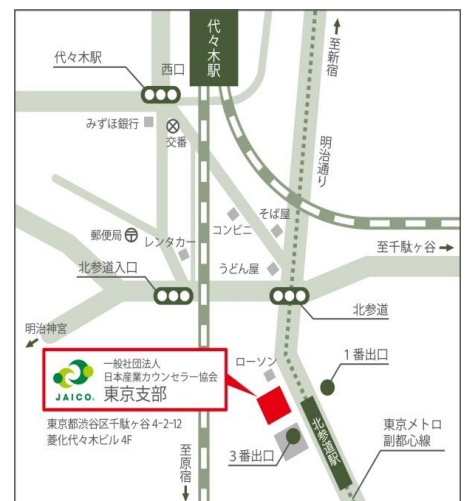 代々木駅
至新宿
代々木駅
西口
みずほ銀行
交番
明治通り
郵便局
レンタカー
コンビニ
そば屋
うどん屋
至千駄ヶ谷
北参道入口
北参道
明治神宮
ローソン
1番出口
一般社団法人
日本産業カウンセラー協会
東京支部
JAICO®
東京都渋谷区千駄ヶ谷4-2-12
菱化代々木ビル4F
至原宿
3番出口
北参道駅
東京メトロ
副都心線